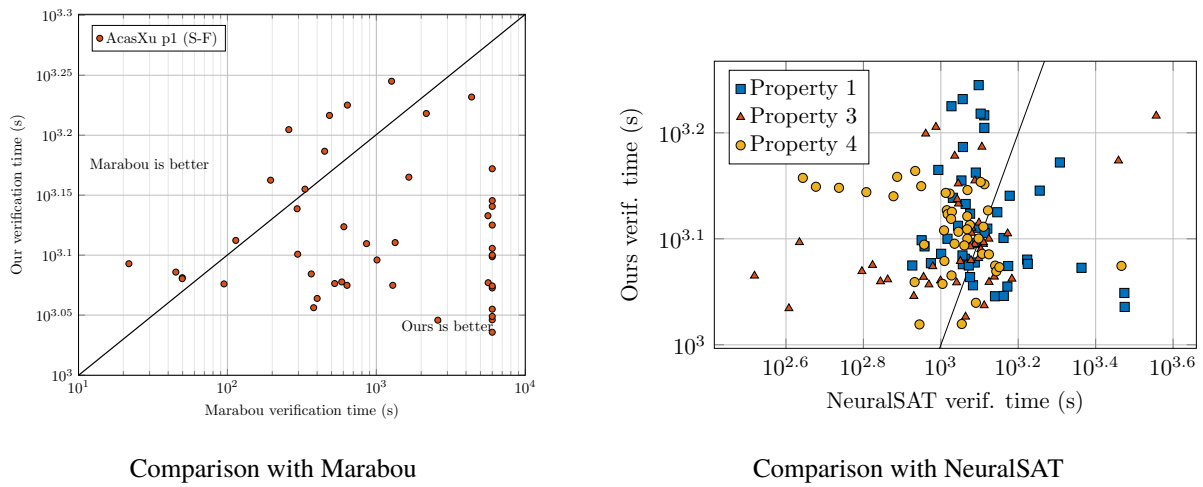 10^3.3
10^3.25
10^3.2
10^3.15
10^3.1
10^3.05
10^3
Our verification time (s)
AcasXu p1 (S-F)
Marabou is better
Ours is better
10^1
10^2
10^3
10^4
Marabou verification time (s)
Comparison with Marabou
10^3.2
10^3.1
10^3
Ours verif. time (s)
Property 1
Property 3
Property 4
10^2.6
10^2.8
10^3
10^3.2
10^3.4
10^3.6
NeuralSAT verif. time (s)
Comparison with NeuralSAT